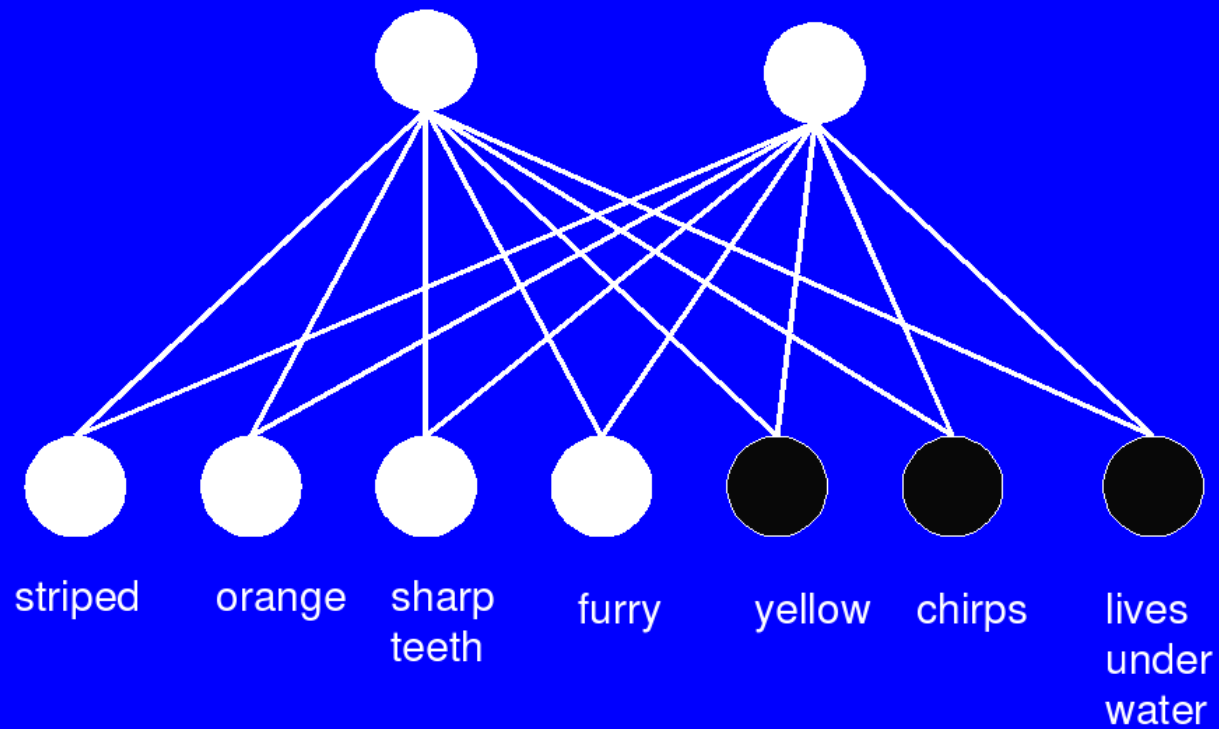 striped
orange
sharp
teeth
furry
yellow
chirps
lives
under
water